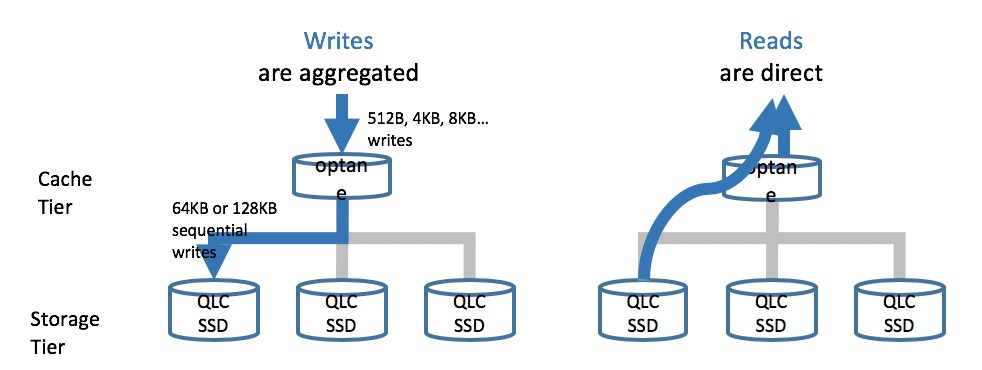 Writes
are aggregated
512B, 4KB, 8KB...
writes
optan
e
Cache
Tier
64KB or 128KB
sequential
writes
QLC
SSD
QLC
SSD
QLC
SSD
Storage
Tier
Reads
are direct
optan
e
QLC
SSD
QLC
SSD
QLC
SSD